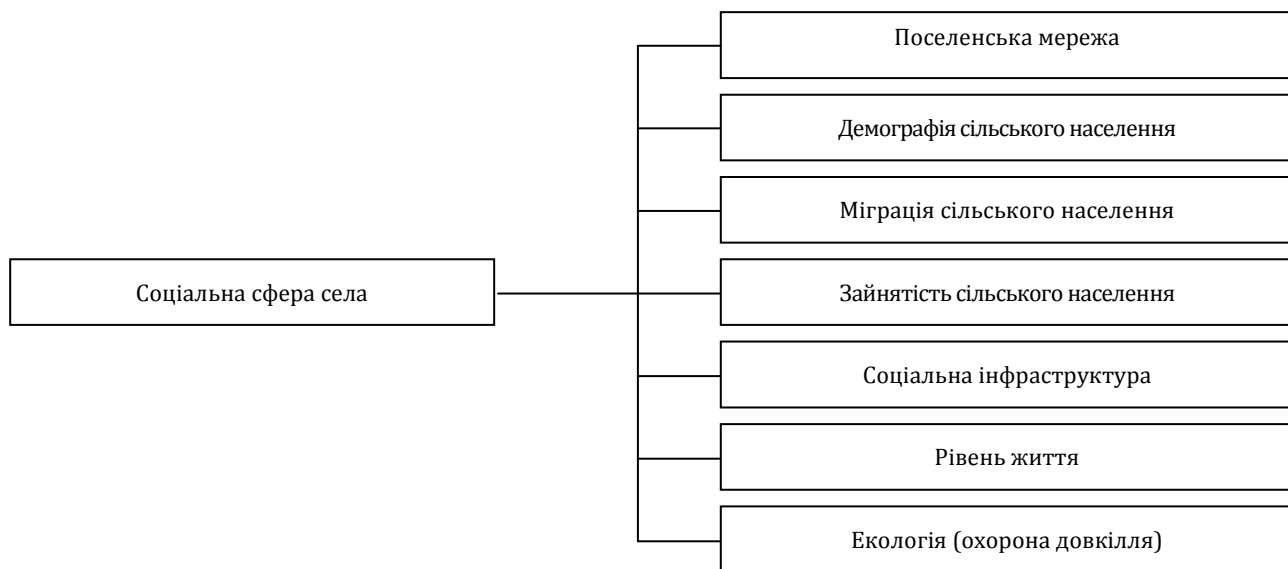 Поселенська мережа
Демографія сільського населення
Міграція сільського населення
Соціальна сфера села
Зайнятість сільського населення
Соціальна інфраструктура
Рівень життя
Екологія (охорона довкілля)